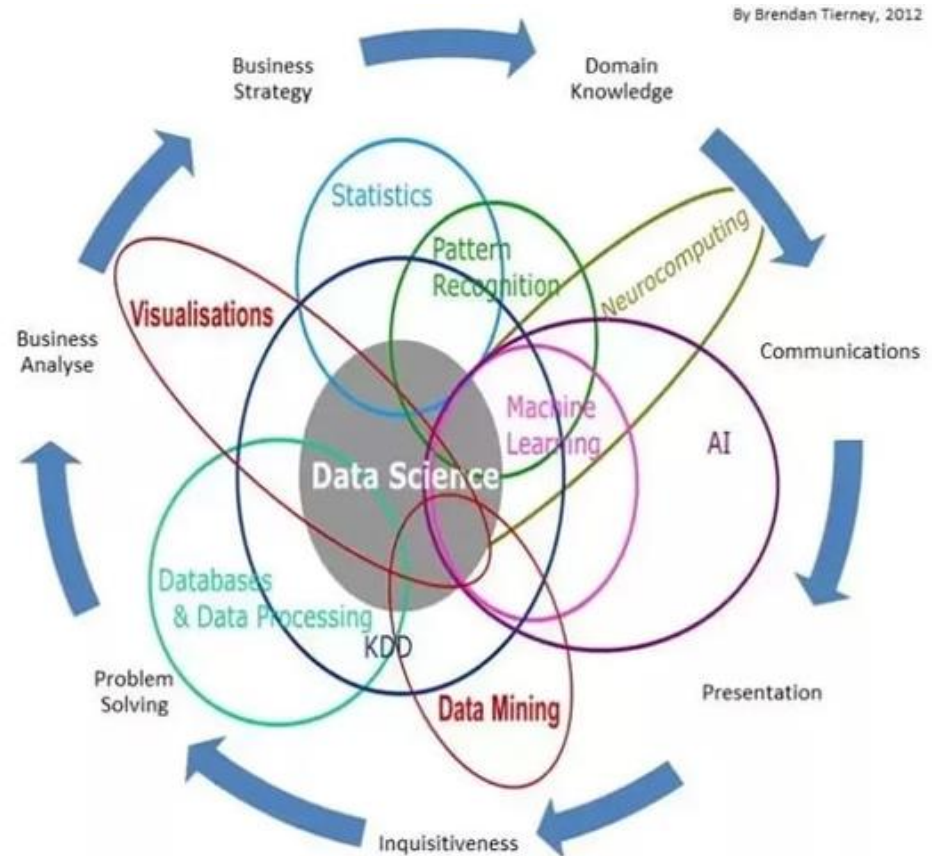 By Brendan Tierney, 2012
Business
Strategy
Domain
Knowledge
Statistics
Pattern
Recognition
Neurocomputing
Visualisations
Business
Analyse
Communications
Machine
Learning
AI
Data Science
Databases
& Data Processing
KDD
Problem
Solving
Data Mining
Presentation
Inquisitiveness